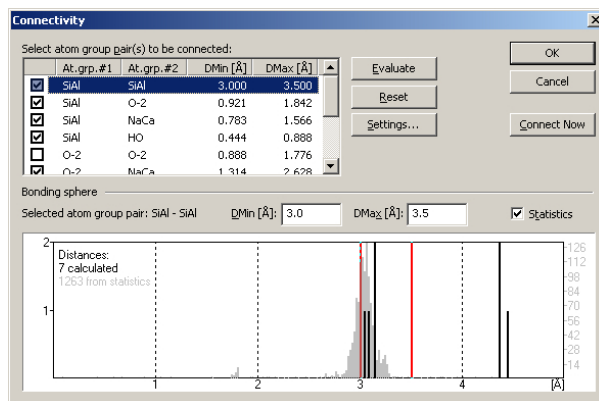 Connectivity
Select atom group pair(s) to be connected:
At.grp.#1 At.grp.#2 DMin [Å] DMax [Å]
SiAl SiAl 3.000 3.500
SiAl O-2 0.921 1.842
SiAl NaCa 0.783 1.566
SiAl HO 0.444 0.888
O-2 O-2 0.888 1.776
O-2 NaCa 1.314 2.628
Evaluate
Reset
Settings...
OK
Cancel
Connect Now
Bonding sphere
Selected atom group pair: SiAl - SiAl DMin [Å]: 3.0 DMax [Å]: 3.5 Statistics
Distances:
7 calculated
1263 from statistics
2
1
126
112
98
84
70
56
42
28
14
1 2 3 4 [Å]